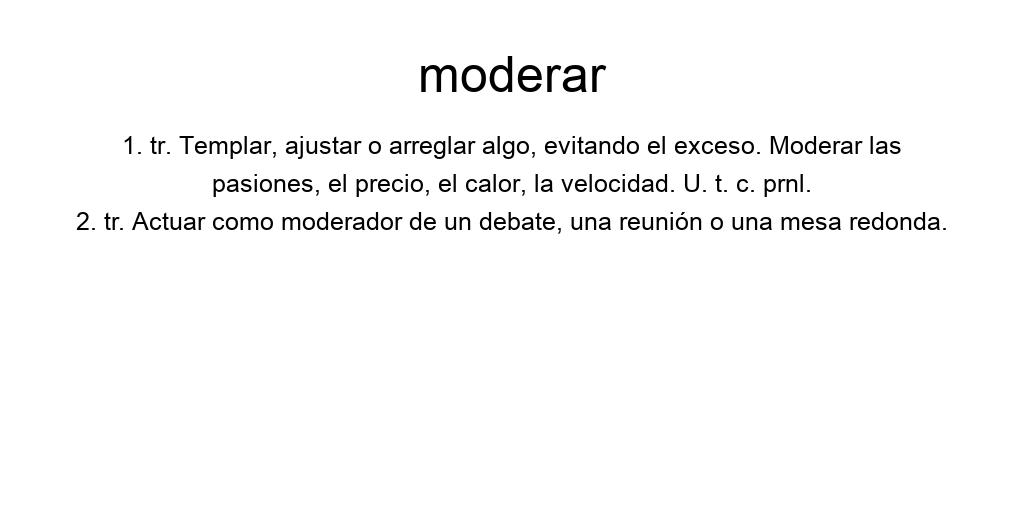 moderar
1. tr. Templar, ajustar o arreglar algo, evitando el exceso. Moderar las
pasiones, el precio, el calor, la velocidad. U. t. c. prnl.
2. tr. Actuar como moderador de un debate, una reunión o una mesa redonda.